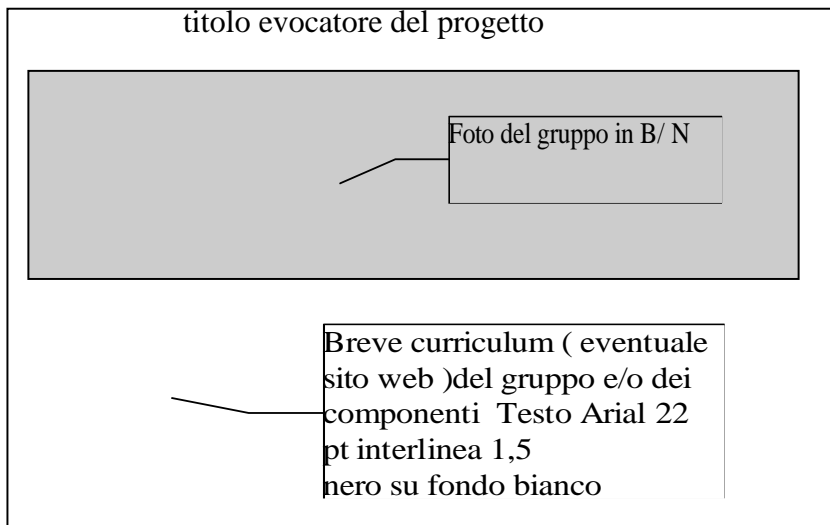 titolo evocatore del progetto
Foto del gruppo in B/ N
Breve curriculum ( eventuale
sito web )del gruppo e/o dei
componenti  Testo Arial 22
pt interlinea 1,5
nero su fondo bianco